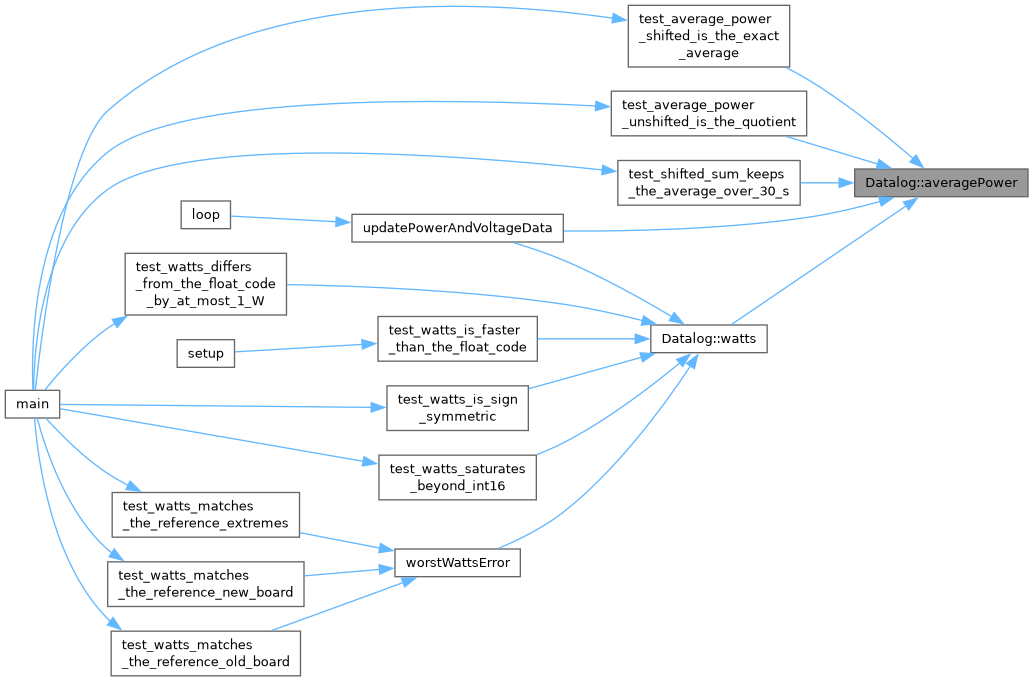 test_average_power
_shifted_is_the_exact
_average
test_average_power
_unshifted_is_the_quotient
test_shifted_sum_keeps
_the_average_over_30_s
Datalog::averagePower
loop
updatePowerAndVoltageData
test_watts_differs
_from_the_float_code
_by_at_most_1_W
test_watts_is_faster
_than_the_float_code
Datalog::watts
setup
test_watts_is_sign
_symmetric
main
test_watts_saturates
_beyond_int16
test_watts_matches
_the_reference_extremes
worstWattsError
test_watts_matches
_the_reference_new_board
test_watts_matches
_the_reference_old_board